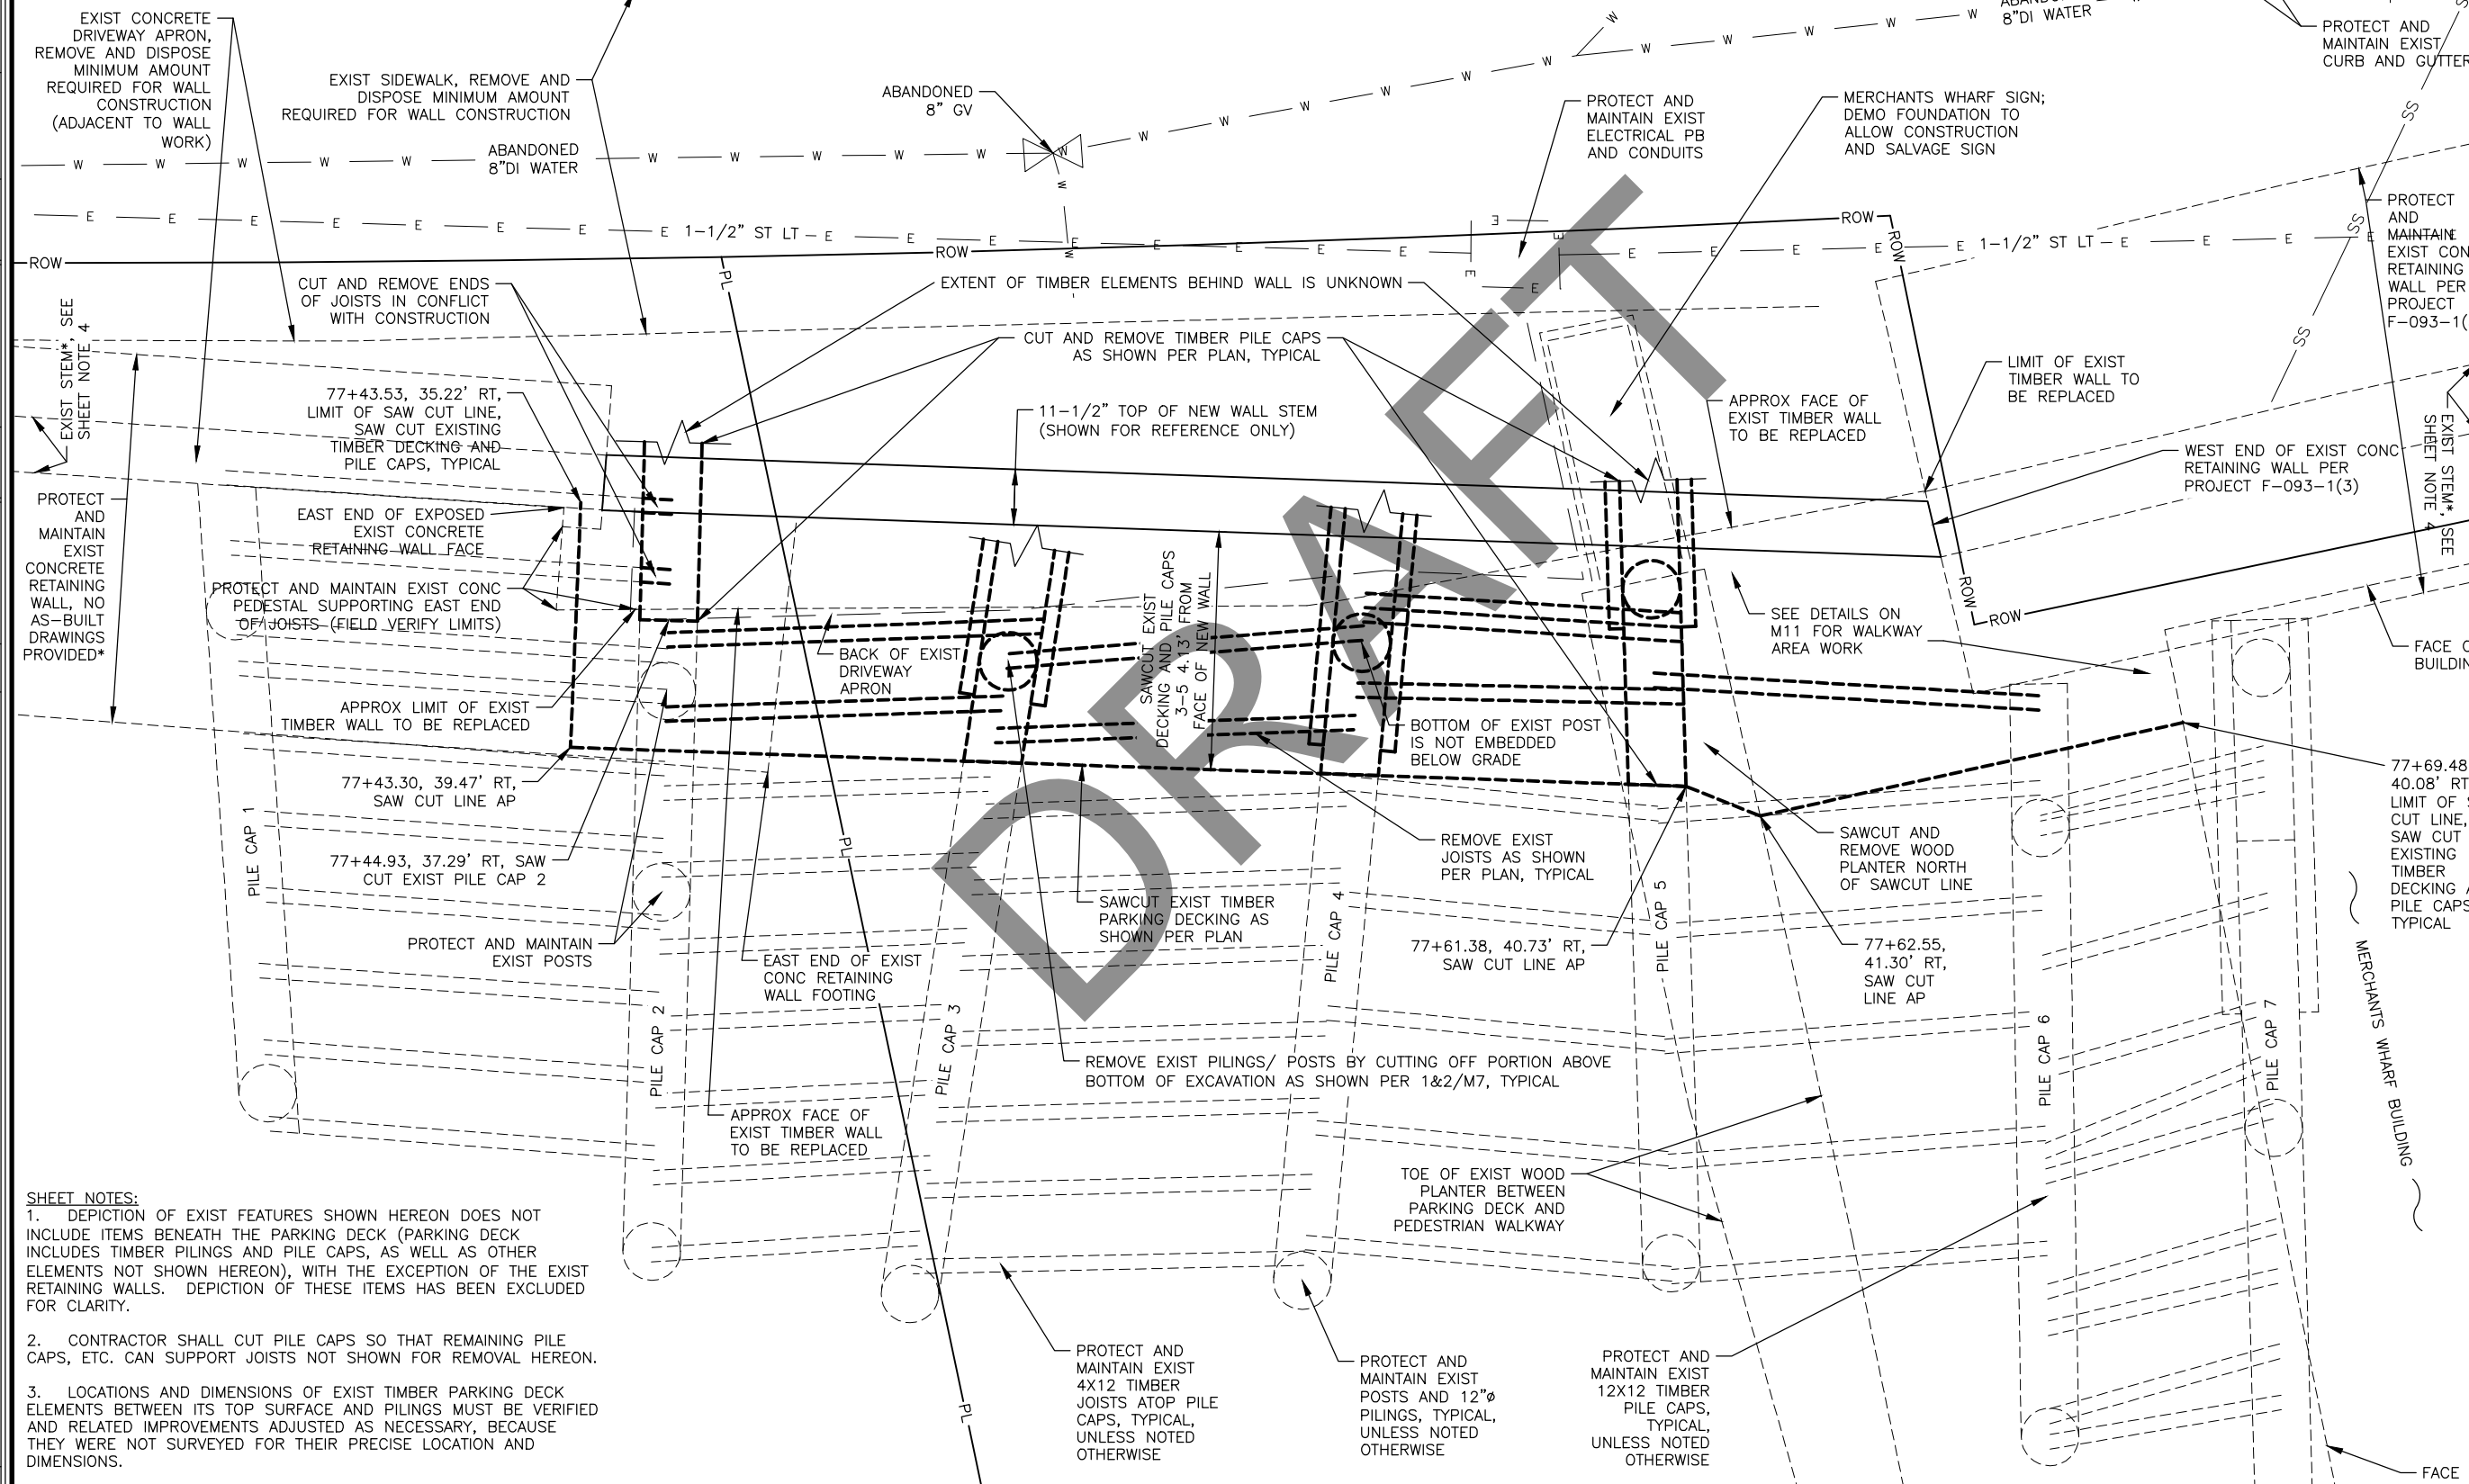 EXIST CONCRETE
DRIVEWAY APRON,
REMOVE AND DISPOSE
MINIMUM AMOUNT
REQUIRED FOR WALL
CONSTRUCTION
(ADJACENT TO WALL
WORK)
EXIST SIDEWALK, REMOVE AND
DISPOSE MINIMUM AMOUNT
REQUIRED FOR WALL CONSTRUCTION
ABANDONED
8" GV
ABANDONED
8"DI WATER
8"DI WATER
PROTECT AND
MAINTAIN EXIST
ELECTRICAL PB
AND CONDUITS
MERCHANTS WHARF SIGN;
DEMO FOUNDATION TO
ALLOW CONSTRUCTION
AND SALVAGE SIGN
PROTECT AND
MAINTAIN EXIST
CURB AND GUTTER
PROTECT
AND
MAINTAIN
EXIST CON
RETAINING
WALL PER
PROJECT
F-093-1(
1-1/2" ST LT
1-1/2" ST LT
ROW
ROW
ROW
ROW
ROW
ROW
PL
PL
PL
CUT AND REMOVE ENDS
OF JOISTS IN CONFLICT
WITH CONSTRUCTION
EXTENT OF TIMBER ELEMENTS BEHIND WALL IS UNKNOWN
CUT AND REMOVE TIMBER PILE CAPS
AS SHOWN PER PLAN, TYPICAL
EXIST STEM*, SEE
SHEET NOTE 4
77+43.53, 35.22' RT,
LIMIT OF SAW CUT LINE,
SAW CUT EXISTING
TIMBER DECKING AND
PILE CAPS, TYPICAL
11-1/2" TOP OF NEW WALL STEM
(SHOWN FOR REFERENCE ONLY)
APPROX FACE OF
EXIST TIMBER WALL
TO BE REPLACED
LIMIT OF EXIST
TIMBER WALL TO
BE REPLACED
WEST END OF EXIST CONC
RETAINING WALL PER
PROJECT F-093-1(3)
EXIST STEM*, SEE
SHEET NOTE 4
PROTECT
AND
MAINTAIN
EXIST
CONCRETE
RETAINING
WALL, NO
AS-BUILT
DRAWINGS
PROVIDED*
EAST END OF EXPOSED
EXIST CONCRETE
RETAINING WALL FACE
PROTECT AND MAINTAIN EXIST CONC
PEDESTAL SUPPORTING EAST END
OF JOISTS (FIELD VERIFY LIMITS)
APPROX LIMIT OF EXIST
TIMBER WALL TO BE REPLACED
BACK OF EXIST
DRIVEWAY
APRON
SAWCUT EXIST
DECKING AND PILE CAPS
3-5 4.13' FROM
FACE OF NEW WALL
BOTTOM OF EXIST POST
IS NOT EMBEDDED
BELOW GRADE
SEE DETAILS ON
M11 FOR WALKWAY
AREA WORK
77+43.30, 39.47' RT,
SAW CUT LINE AP
77+44.93, 37.29' RT, SAW
CUT EXIST PILE CAP 2
PROTECT AND MAINTAIN
EXIST POSTS
EAST END OF EXIST
CONC RETAINING
WALL FOOTING
SAWCUT EXIST TIMBER
PARKING DECKING AS
SHOWN PER PLAN
REMOVE EXIST
JOISTS AS SHOWN
PER PLAN, TYPICAL
77+61.38, 40.73' RT,
SAW CUT LINE AP
SAWCUT AND
REMOVE WOOD
PLANTER NORTH
OF SAWCUT LINE
77+62.55,
41.30' RT,
SAW CUT
LINE AP
77+69.48
40.08' RT
LIMIT OF
CUT LINE,
SAW CUT
EXISTING
TIMBER
DECKING
PILE CAPS
TYPICAL
PILE CAP 1
PILE CAP 2
PILE CAP 3
PILE CAP 4
PILE CAP 5
PILE CAP 6
PILE CAP 7
MERCHANTS WHARF BUILDING
REMOVE EXIST PILINGS/ POSTS BY CUTTING OFF PORTION ABOVE
BOTTOM OF EXCAVATION AS SHOWN PER 1&2/M7, TYPICAL
APPROX FACE OF
EXIST TIMBER WALL
TO BE REPLACED
TOE OF EXIST WOOD
PLANTER BETWEEN
PARKING DECK AND
PEDESTRIAN WALKWAY
PROTECT AND
MAINTAIN EXIST
4X12 TIMBER
JOISTS ATOP PILE
CAPS, TYPICAL,
UNLESS NOTED
OTHERWISE
PROTECT AND
MAINTAIN EXIST
POSTS AND 12"ø
PILINGS, TYPICAL,
UNLESS NOTED
OTHERWISE
PROTECT AND
MAINTAIN EXIST
12X12 TIMBER
PILE CAPS,
TYPICAL,
UNLESS NOTED
OTHERWISE
FACE
SHEET NOTES:
1. DEPICTION OF EXIST FEATURES SHOWN HEREON DOES NOT
INCLUDE ITEMS BENEATH THE PARKING DECK (PARKING DECK
INCLUDES TIMBER PILINGS AND PILE CAPS, AS WELL AS OTHER
ELEMENTS NOT SHOWN HEREON), WITH THE EXCEPTION OF THE EXIST
RETAINING WALLS. DEPICTION OF THESE ITEMS HAS BEEN EXCLUDED
FOR CLARITY.
2. CONTRACTOR SHALL CUT PILE CAPS SO THAT REMAINING PILE
CAPS, ETC. CAN SUPPORT JOISTS NOT SHOWN FOR REMOVAL HEREON.
3. LOCATIONS AND DIMENSIONS OF EXIST TIMBER PARKING DECK
ELEMENTS BETWEEN ITS TOP SURFACE AND PILINGS MUST BE VERIFIED
AND RELATED IMPROVEMENTS ADJUSTED AS NECESSARY, BECAUSE
THEY WERE NOT SURVEYED FOR THEIR PRECISE LOCATION AND
DIMENSIONS.
DRAFT